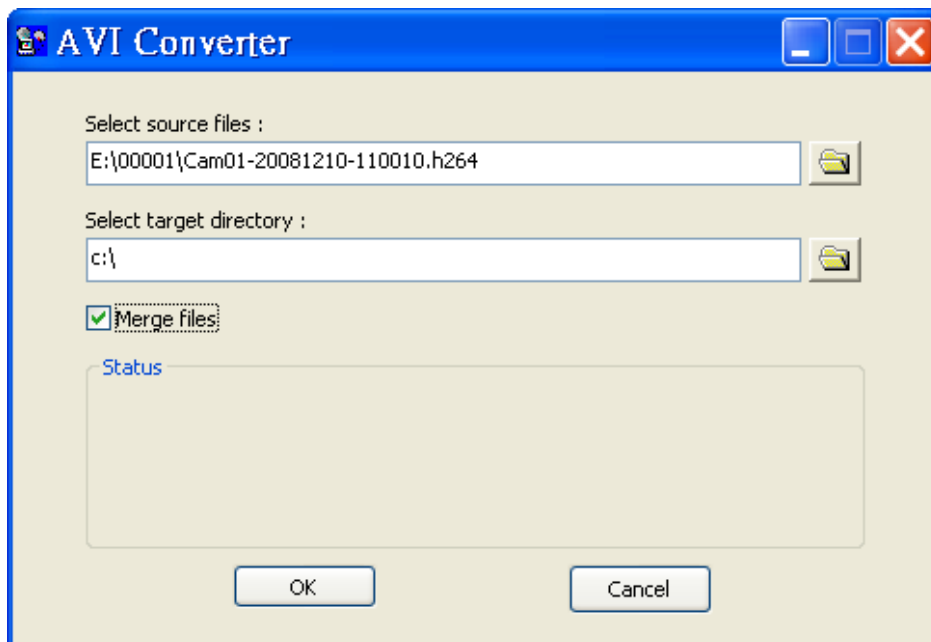 AVI Converter
Select source files :
E:\00001\Cam01-20081210-110010.h264
Select target directory :
c:\
Merge files
Status
OK
Cancel